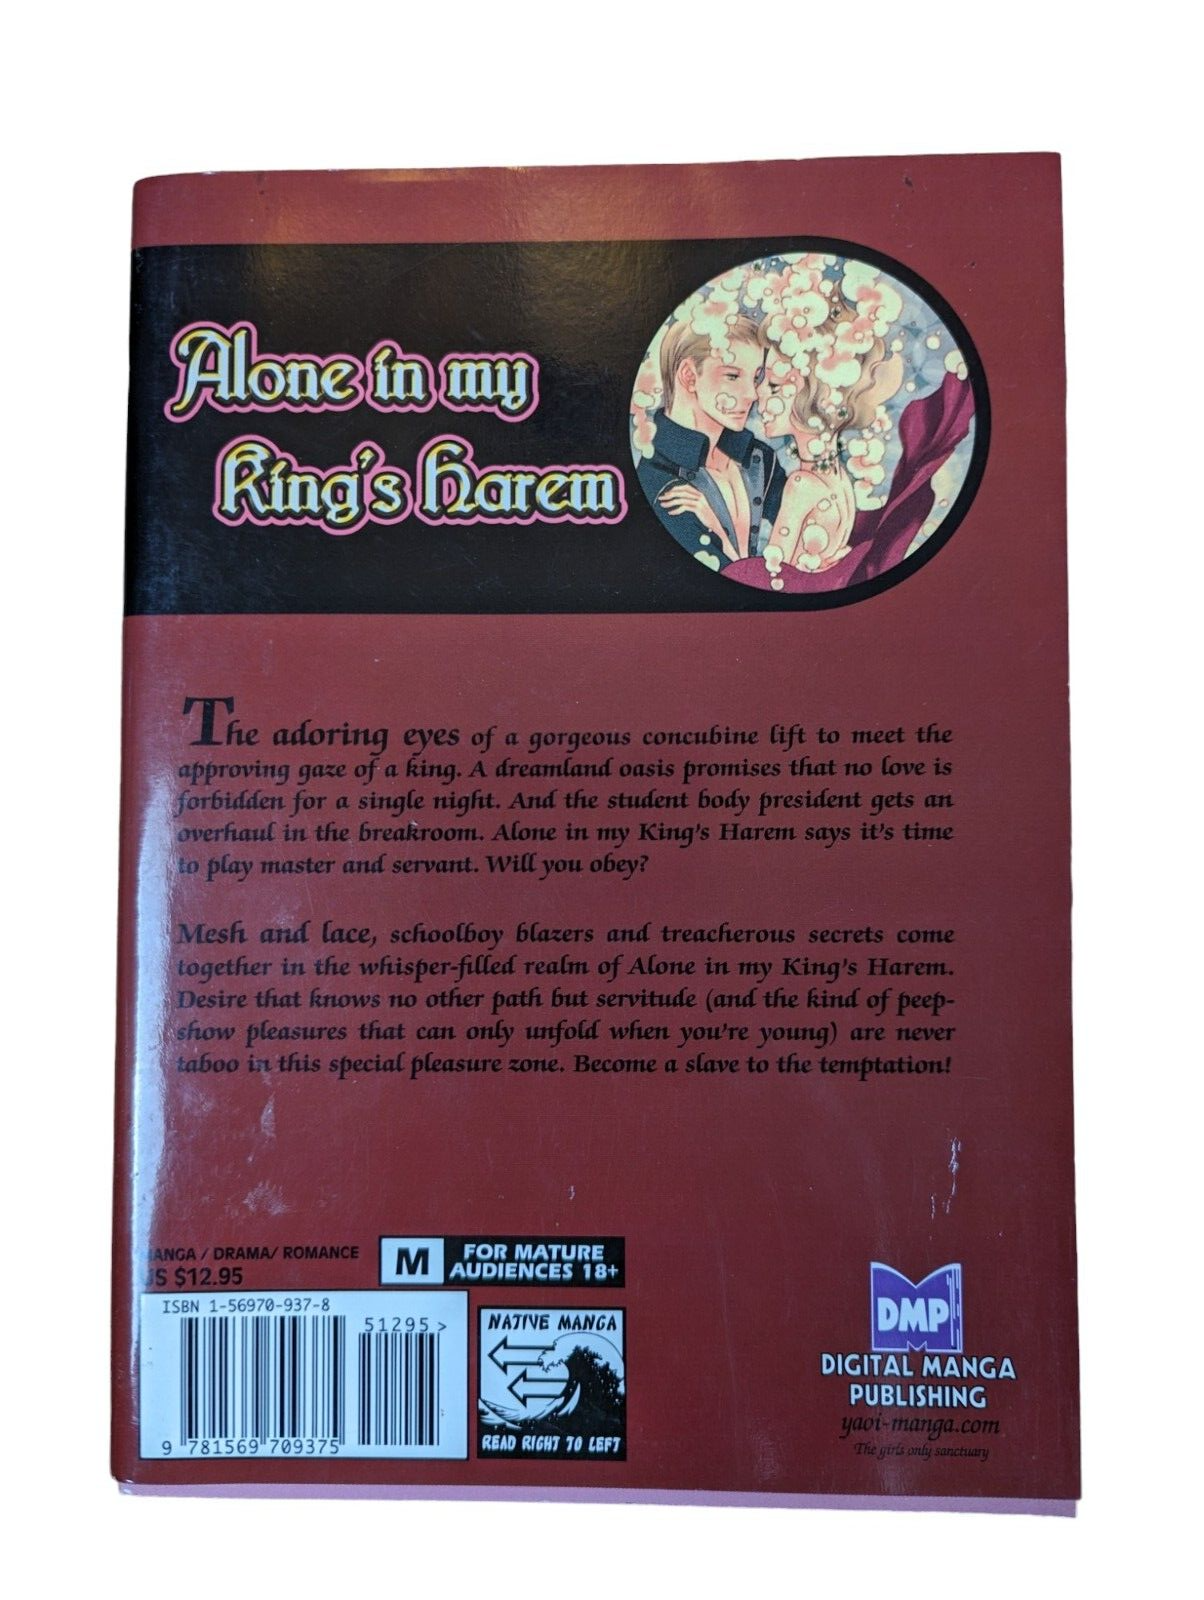 Alone in my
King's Harem
The adoring eyes of a gorgeous concubine lift to meet the
approving gaze of a king. A dreamland oasis promises that no love is
forbidden for a single night. And the student body president gets an
overhaul in the breakroom. Alone in my King's Harem says it's time
to play master and servant. Will you obey?
Mesh and lace, schoolboy blazers and treacherous secrets come
together in the whisper-filled realm of Alone in my King's Harem.
Desire that knows no other path but servitude (and the kind of peep-
show pleasures that can only unfold when you're young) are never
taboo in this special pleasure zone. Become a slave to the temptation!
MANGA / DRAMA/ ROMANCE
US $12.95
M FOR MATURE
AUDIENCES 18+
ISBN 1-56970-937-8
51295 >
9 781569 709375
NATIVE MANGA
READ RIGHT TO LEFT
DMP
DIGITAL MANGA
PUBLISHING
yaoi-manga.com
The girls only sanctuary